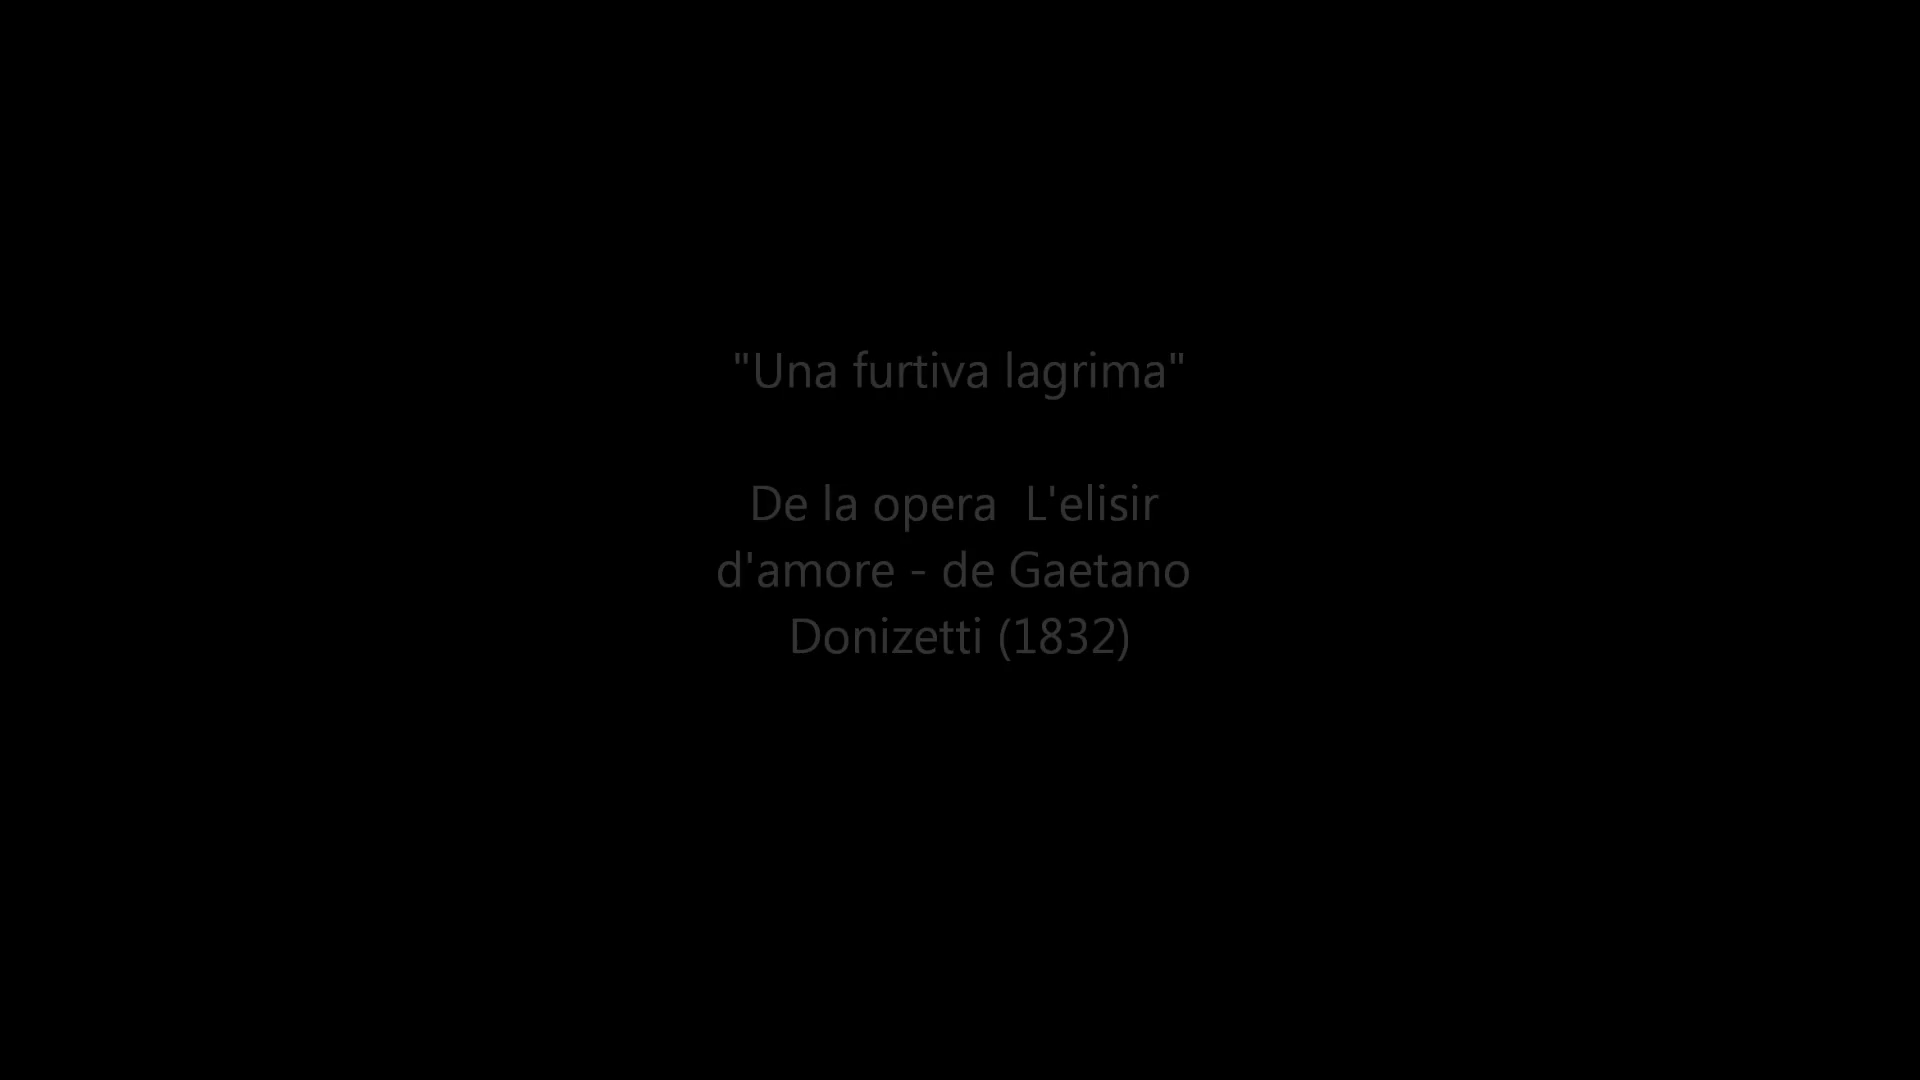 "Una furtiva lagrima"
De la opera  L'elisir
d'amore - de Gaetano
Donizetti (1832)